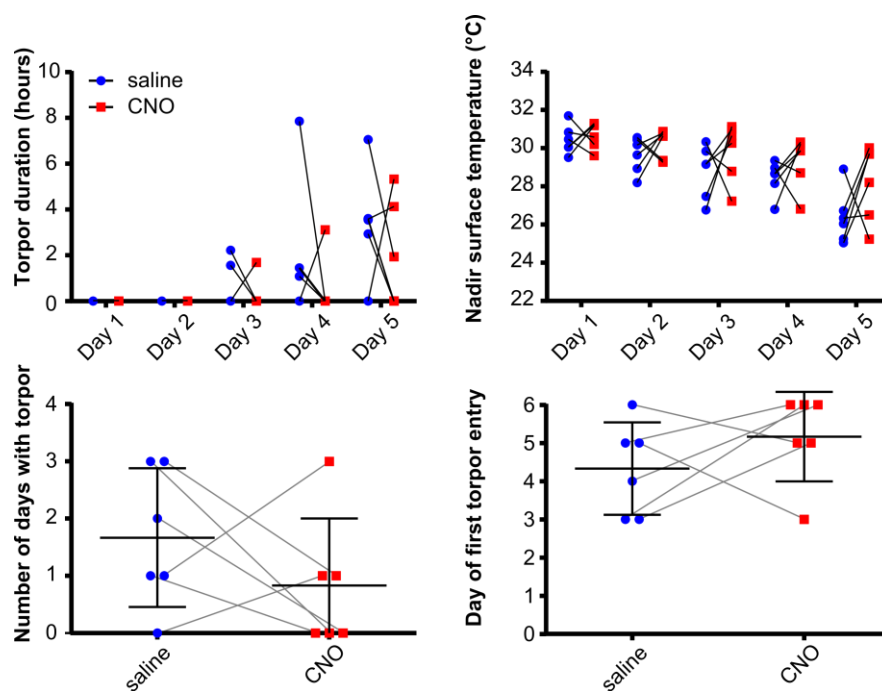 Torpor duration (hours)
10
8
6
4
2
0
saline
CNO
Day 1
Day 2
Day 3
Day 4
Day 5
Nadir surface temperature (°C)
34
32
30
28
26
24
22
Day 1
Day 2
Day 3
Day 4
Day 5
Number of days with torpor
4
3
2
1
0
saline
CNO
Day of first torpor entry
6
5
4
3
2
1
0
saline
CNO